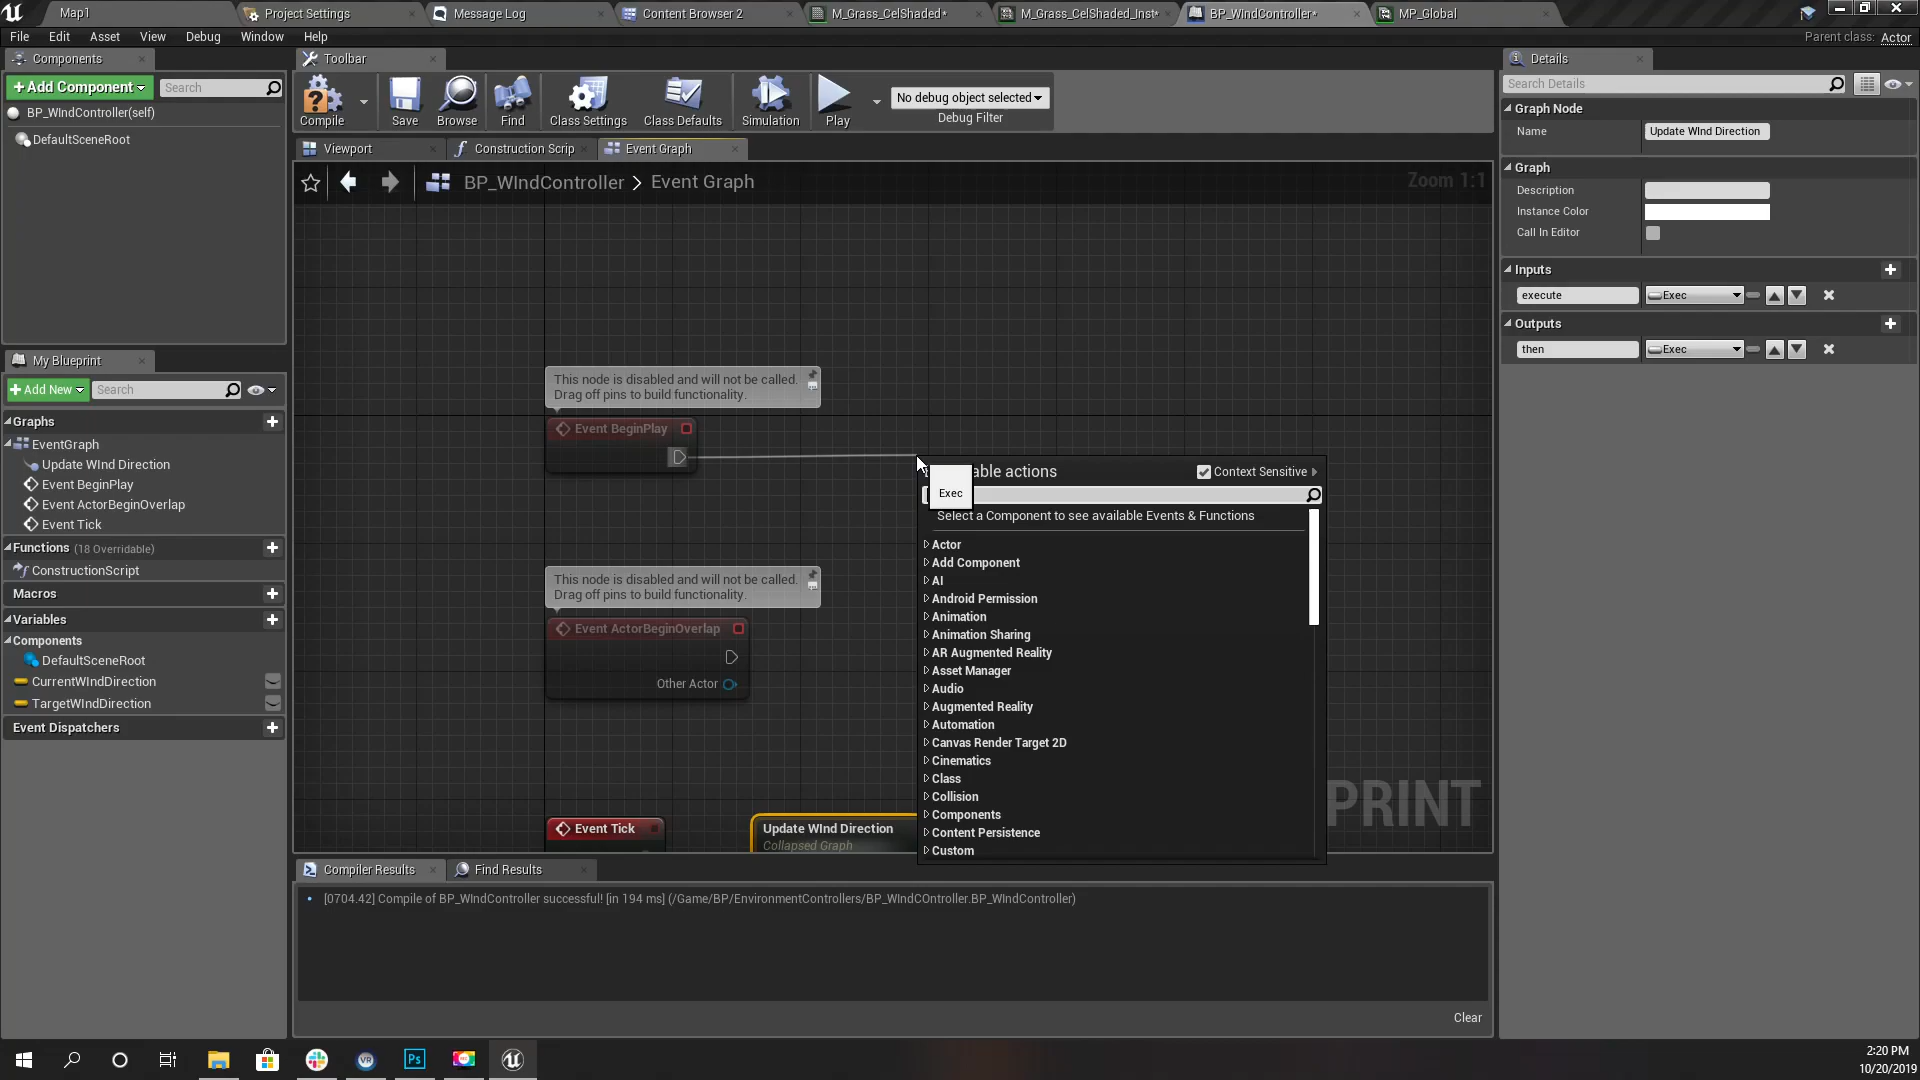 Map1
Project Settings
Message Log
Content Browser 2
M_Grass_CelShaded*
M_Grass_CelShaded_Inst*
BP_WIndController*
MP_Global
File Edit Asset View Debug Window Help
Parent class: Actor
Components
Toolbar
Details
+Add Component
Search
Compile
Save
Browse
Find
Class Settings
Class Defaults
Simulation
Play
No debug object selected
Debug Filter
Search Details
BP_WIndController(self)
DefaultSceneRoot
Graph Node
Name
Update WInd Direction
Viewport
Construction Scrip
Event Graph
BP_WIndController > Event Graph
Zoom 1:1
Graph
Description
Instance Color
Call In Editor
Inputs
execute
Exec
Outputs
then
Exec
My Blueprint
+Add New
Search
Graphs
EventGraph
Update WInd Direction
Event BeginPlay
Event ActorBeginOverlap
Event Tick
Functions (18 Overridable)
ConstructionScript
Macros
Variables
Components
DefaultSceneRoot
CurrentWIndDirection
TargetWIndDirection
Event Dispatchers
This node is disabled and will not be called.
Drag off pins to build functionality.
Event BeginPlay
This node is disabled and will not be called.
Drag off pins to build functionality.
Event ActorBeginOverlap
Other Actor
Event Tick
Update WInd Direction
Collapsed Graph
able actions
Context Sensitive
Exec
Select a Component to see available Events & Functions
Actor
Add Component
AI
Android Permission
Animation
Animation Sharing
AR Augmented Reality
Asset Manager
Audio
Augmented Reality
Automation
Canvas Render Target 2D
Cinematics
Class
Collision
Components
Content Persistence
Custom
PRINT
Compiler Results
Find Results
[0704.42] Compile of BP_WIndController successful! [in 194 ms] (/Game/BP/EnvironmentControllers/BP_WIndCOntroller.BP_WIndController)
Clear
Ps
VR
2:20 PM
10/20/2019